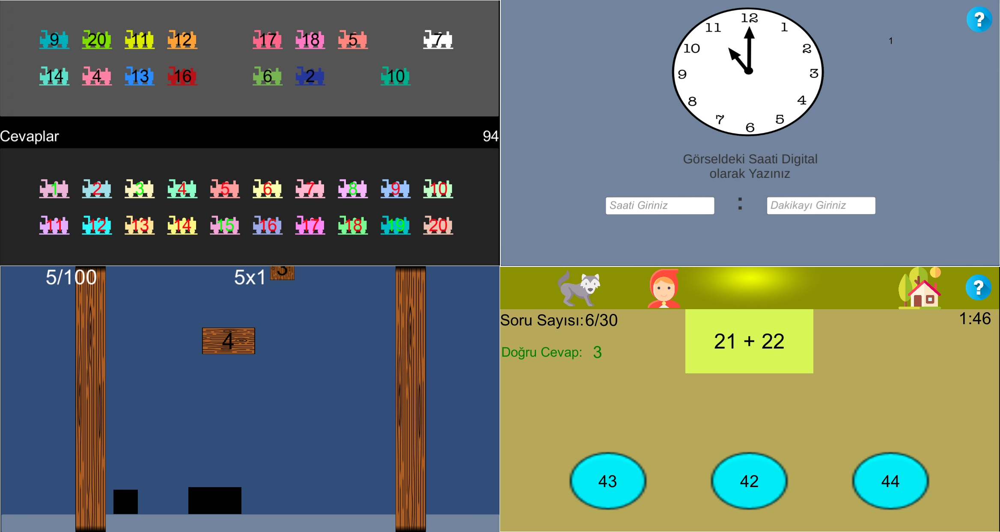 9 20 11 12 17 18 5 7
14 4 13 16 6 2 10
Cevaplar 94
1 2 3 4 5 6 7 8 9 10
11 12 13 14 15 16 17 18 19 20
12
11 1
10 2
9 3
8 4
7 5
6
?
1
Görseldeki Saati Digital
olarak Yazınız
Saati Giriniz : Dakikayı Giriniz
5/100 5x1 3
4
?
Soru Sayısı: 6/30 1:46
21 + 22
Doğru Cevap: 3
43 42 44